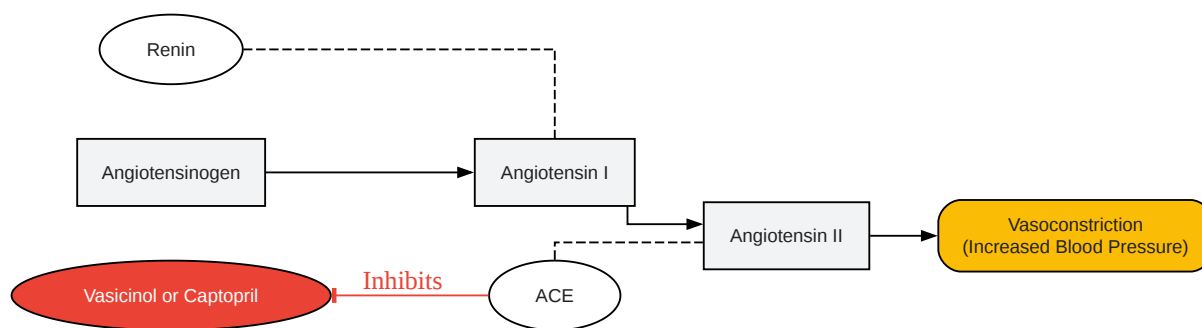 Renin
Angiotensinogen
Angiotensin I
Angiotensin II
Vasoconstriction
(Increased Blood Pressure)
Vasicinol or Captopril
Inhibits
ACE